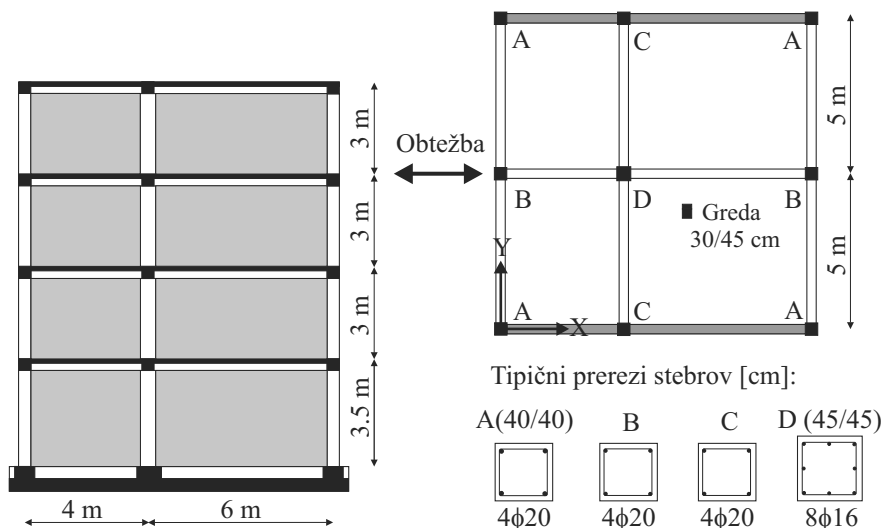 3 m
3 m
3 m
3.5 m
4 m
6 m
Obtežba
A
C
A
B
D
B
Greda
30/45 cm
Y
A
X
C
A
5 m
5 m
Tipični prerezi stebrov [cm]:
A(40/40)
B
C
D (45/45)
4ϕ20
4ϕ20
4ϕ20
8ϕ16